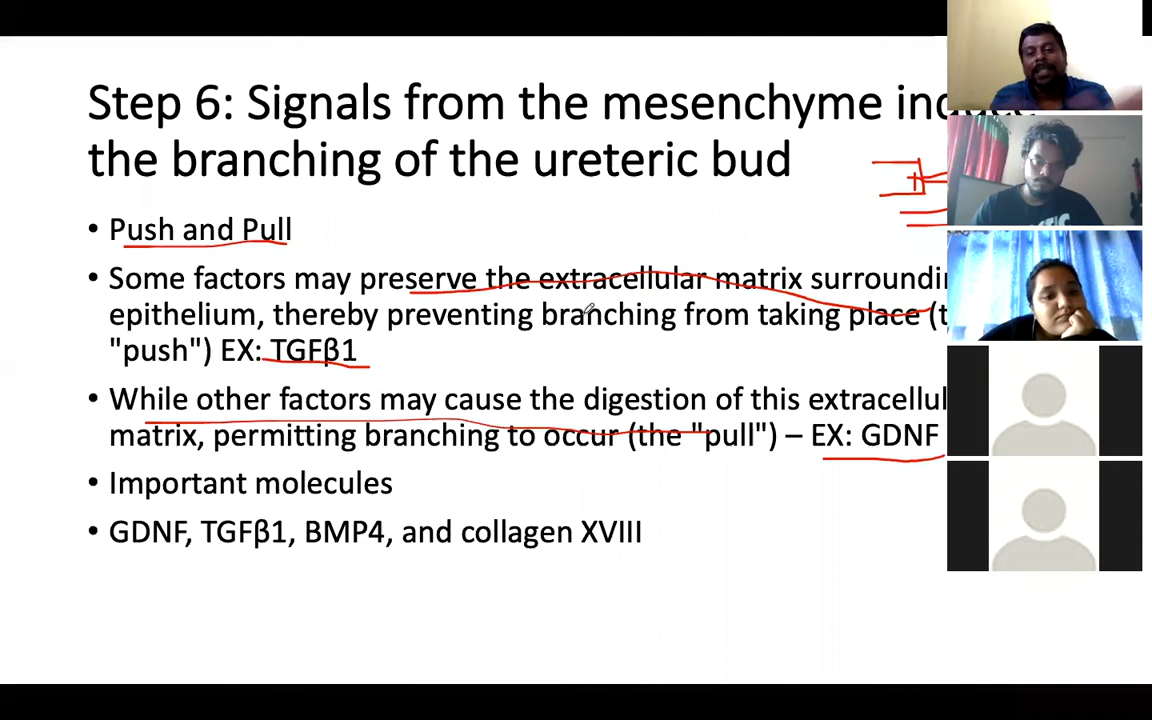 Step 6: Signals from the mesenchyme
the branching of the ureteric bud
• Push and Pull
• Some factors may preserve the extracellular matrix
epithelium, thereby preventing branching from taking place
"push") EX: TGFβ1
• While other factors may cause the digestion of this
matrix, permitting branching to occur (the "pull") – EX: GDNF
• Important molecules
• GDNF, TGFβ1, BMP4, and collagen XVIII